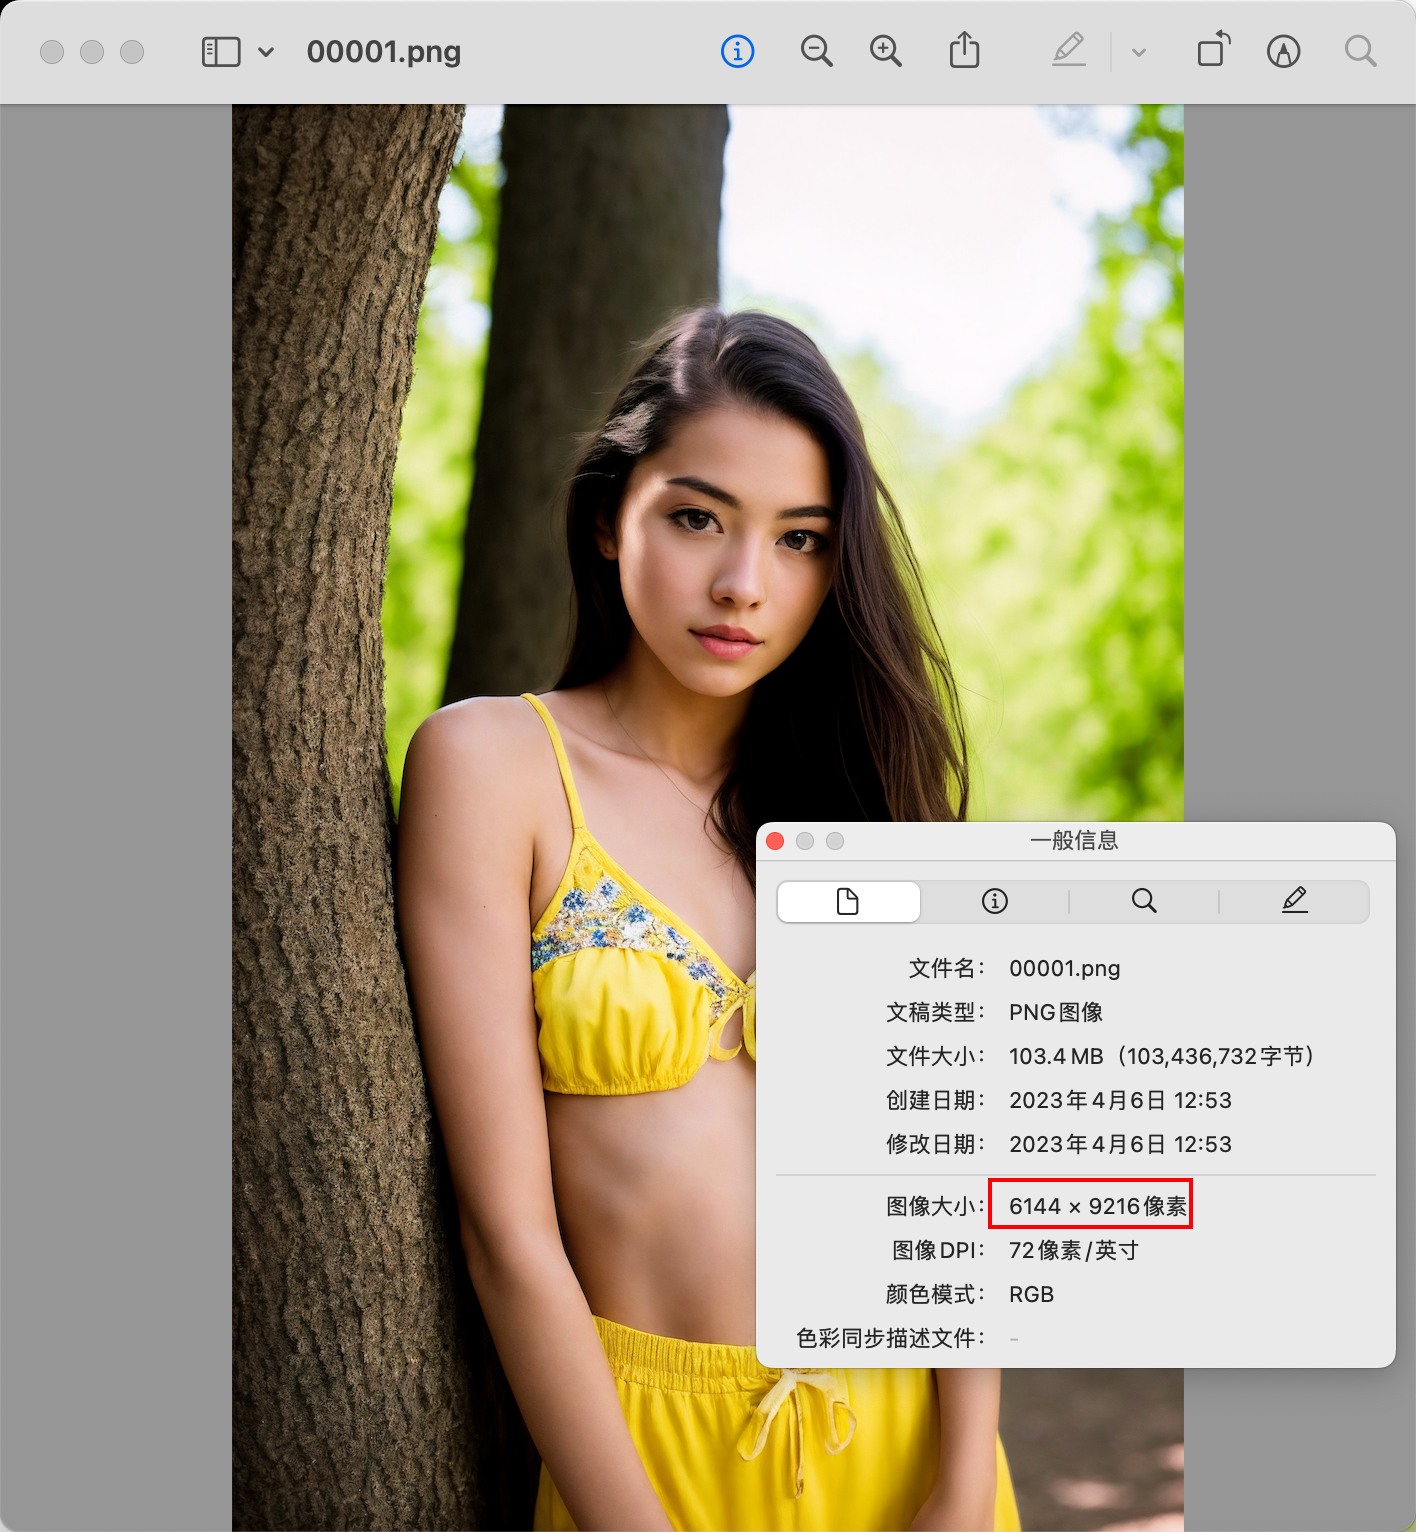 00001.png
一般信息
文件名： 00001.png
文稿类型： PNG图像
文件大小： 103.4 MB（103,436,732字节）
创建日期： 2023年4月6日 12:53
修改日期： 2023年4月6日 12:53
图像大小： 6144 × 9216像素
图像DPI： 72像素/英寸
颜色模式： RGB
色彩同步描述文件： -